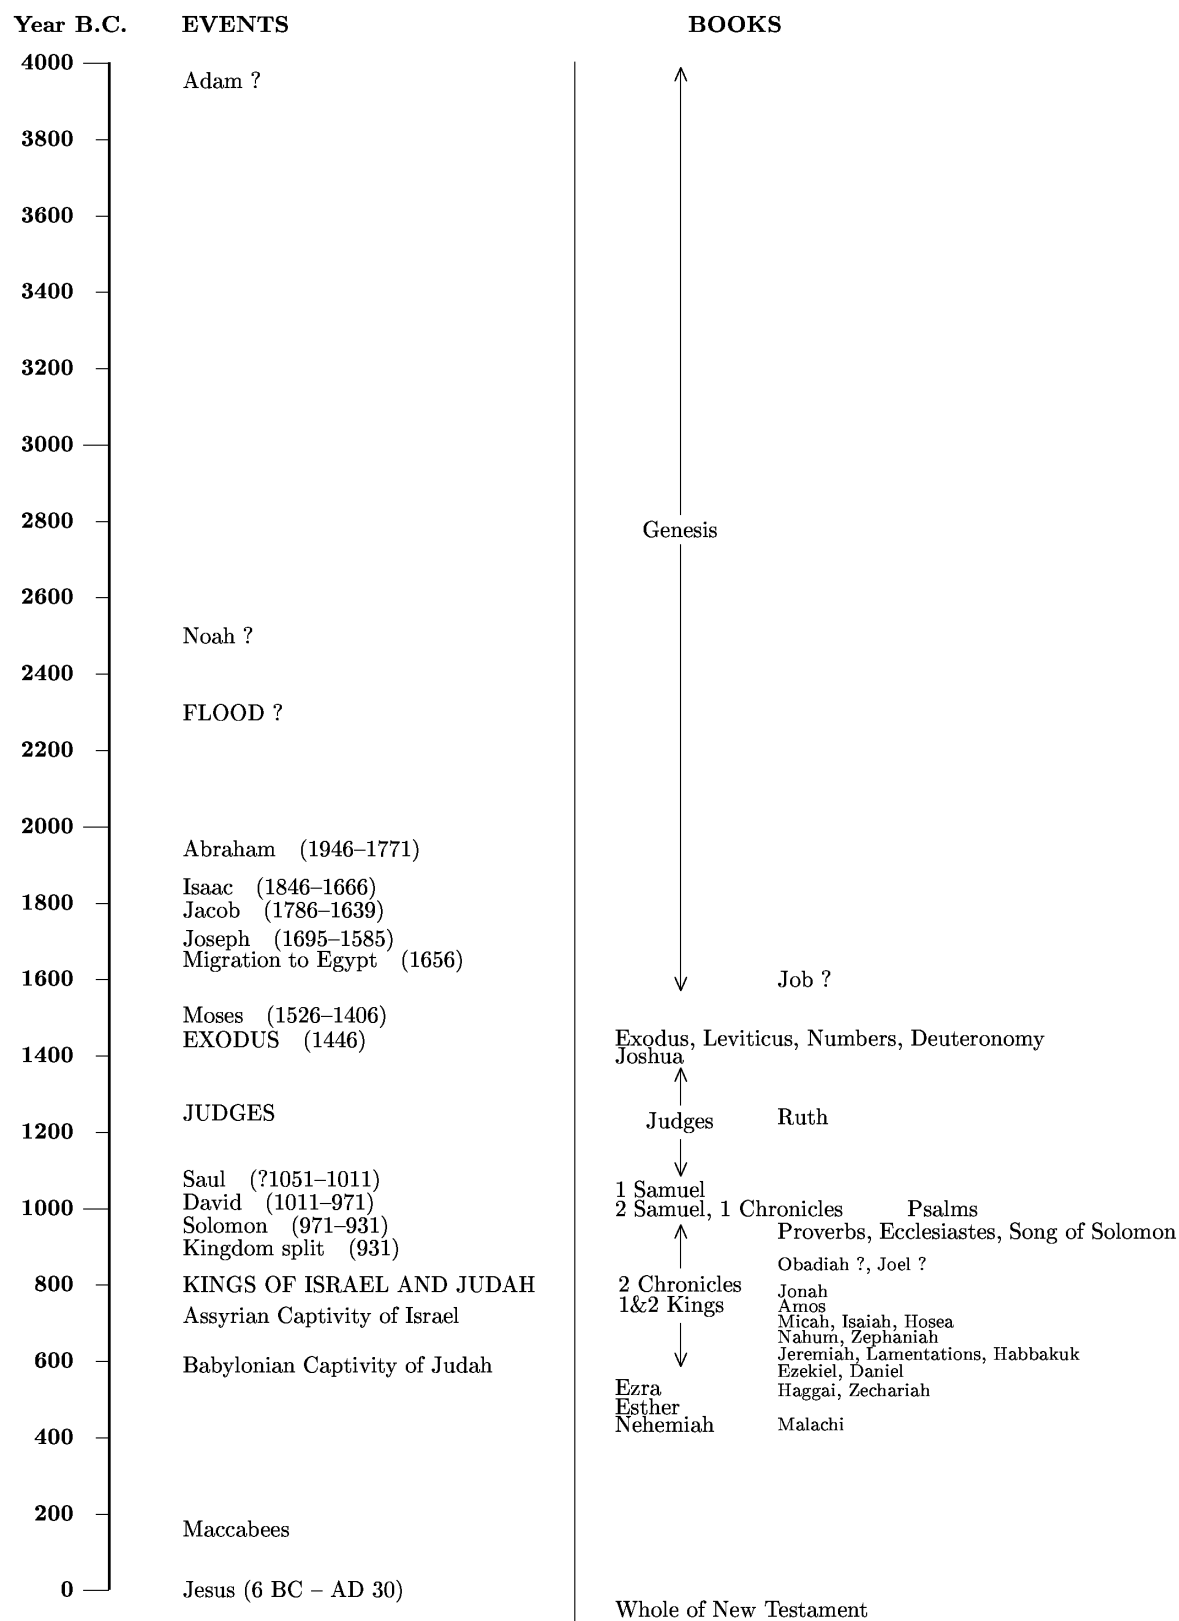 Year B.C. EVENTS BOOKS
4000
Adam ?
3800
3600
3400
3200
3000
2800
Genesis
2600
Noah ?
2400
FLOOD ?
2200
2000
Abraham (1946–1771)
Isaac (1846–1666)
1800
Jacob (1786–1639)
Joseph (1695–1585)
Migration to Egypt (1656)
1600 Job ?
Moses (1526–1406)
EXODUS (1446) Exodus, Leviticus, Numbers, Deuteronomy
1400 Joshua
JUDGES Judges Ruth
1200
Saul (?1051–1011)
1 Samuel
David (1011–971)
1000 2 Samuel, 1 Chronicles Psalms
Solomon (971–931) Proverbs, Ecclesiastes, Song of Solomon
Kingdom split (931)
Obadiah ?, Joel ?
800 KINGS OF ISRAEL AND JUDAH 2 Chronicles
Jonah
1&2 Kings Amos
Assyrian Captivity of Israel Micah, Isaiah, Hosea
Nahum, Zephaniah
Jeremiah, Lamentations, Habbakuk
600 Babylonian Captivity of Judah
Ezekiel, Daniel
Ezra Haggai, Zechariah
Esther
Nehemiah Malachi
400
200
Maccabees
0 Jesus (6 BC – AD 30)
Whole of New Testament